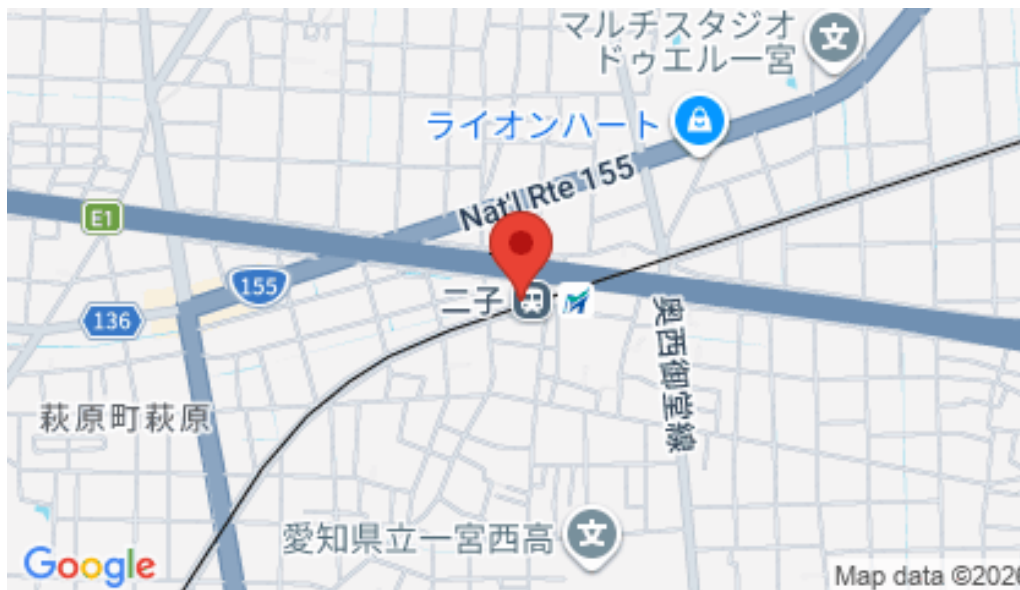 マルチスタジオ
ドゥエル一宮
ライオンハート
Nat'l Rte 155
E1
155
二子
136
奥西御堂線
萩原町萩原
愛知県立一宮西高
Google
Map data ©2026